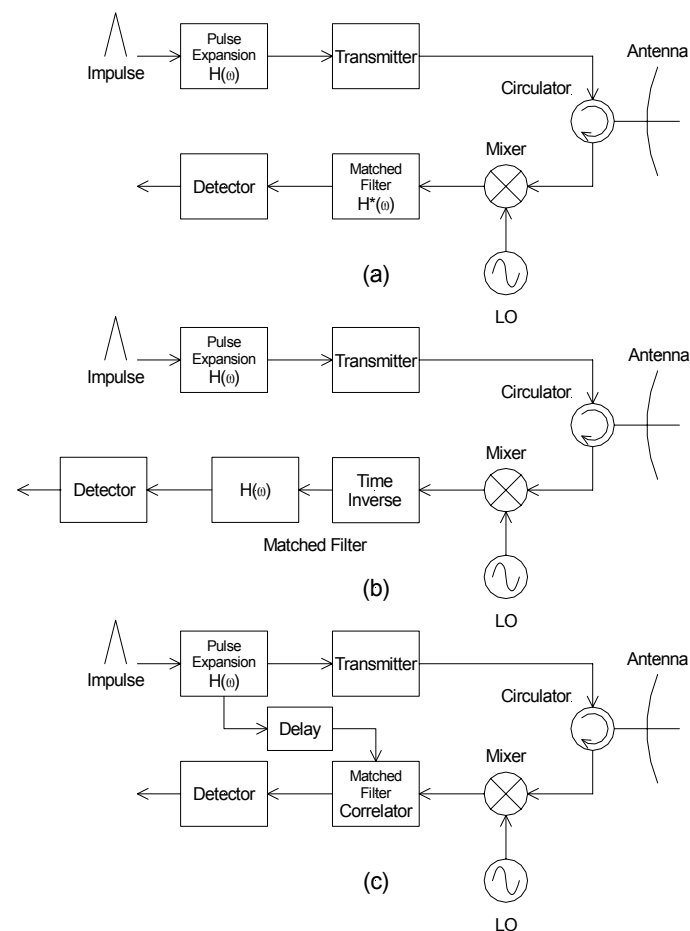 Antenna
Pulse
Expansion
H(ω)
Transmitter
Impulse
Circulator
Mixer
Detector
Matched
Filter
H*(ω)
(a)
LO
Antenna
Pulse
Expansion
H(ω)
Transmitter
Impulse
Circulator
Mixer
Detector
H(ω)
Time
Inverse
Matched Filter
(b)
LO
Antenna
Pulse
Expansion
H(ω)
Transmitter
Impulse
Circulator
Delay
Mixer
Detector
Matched
Filter
Correlator
(c)
LO